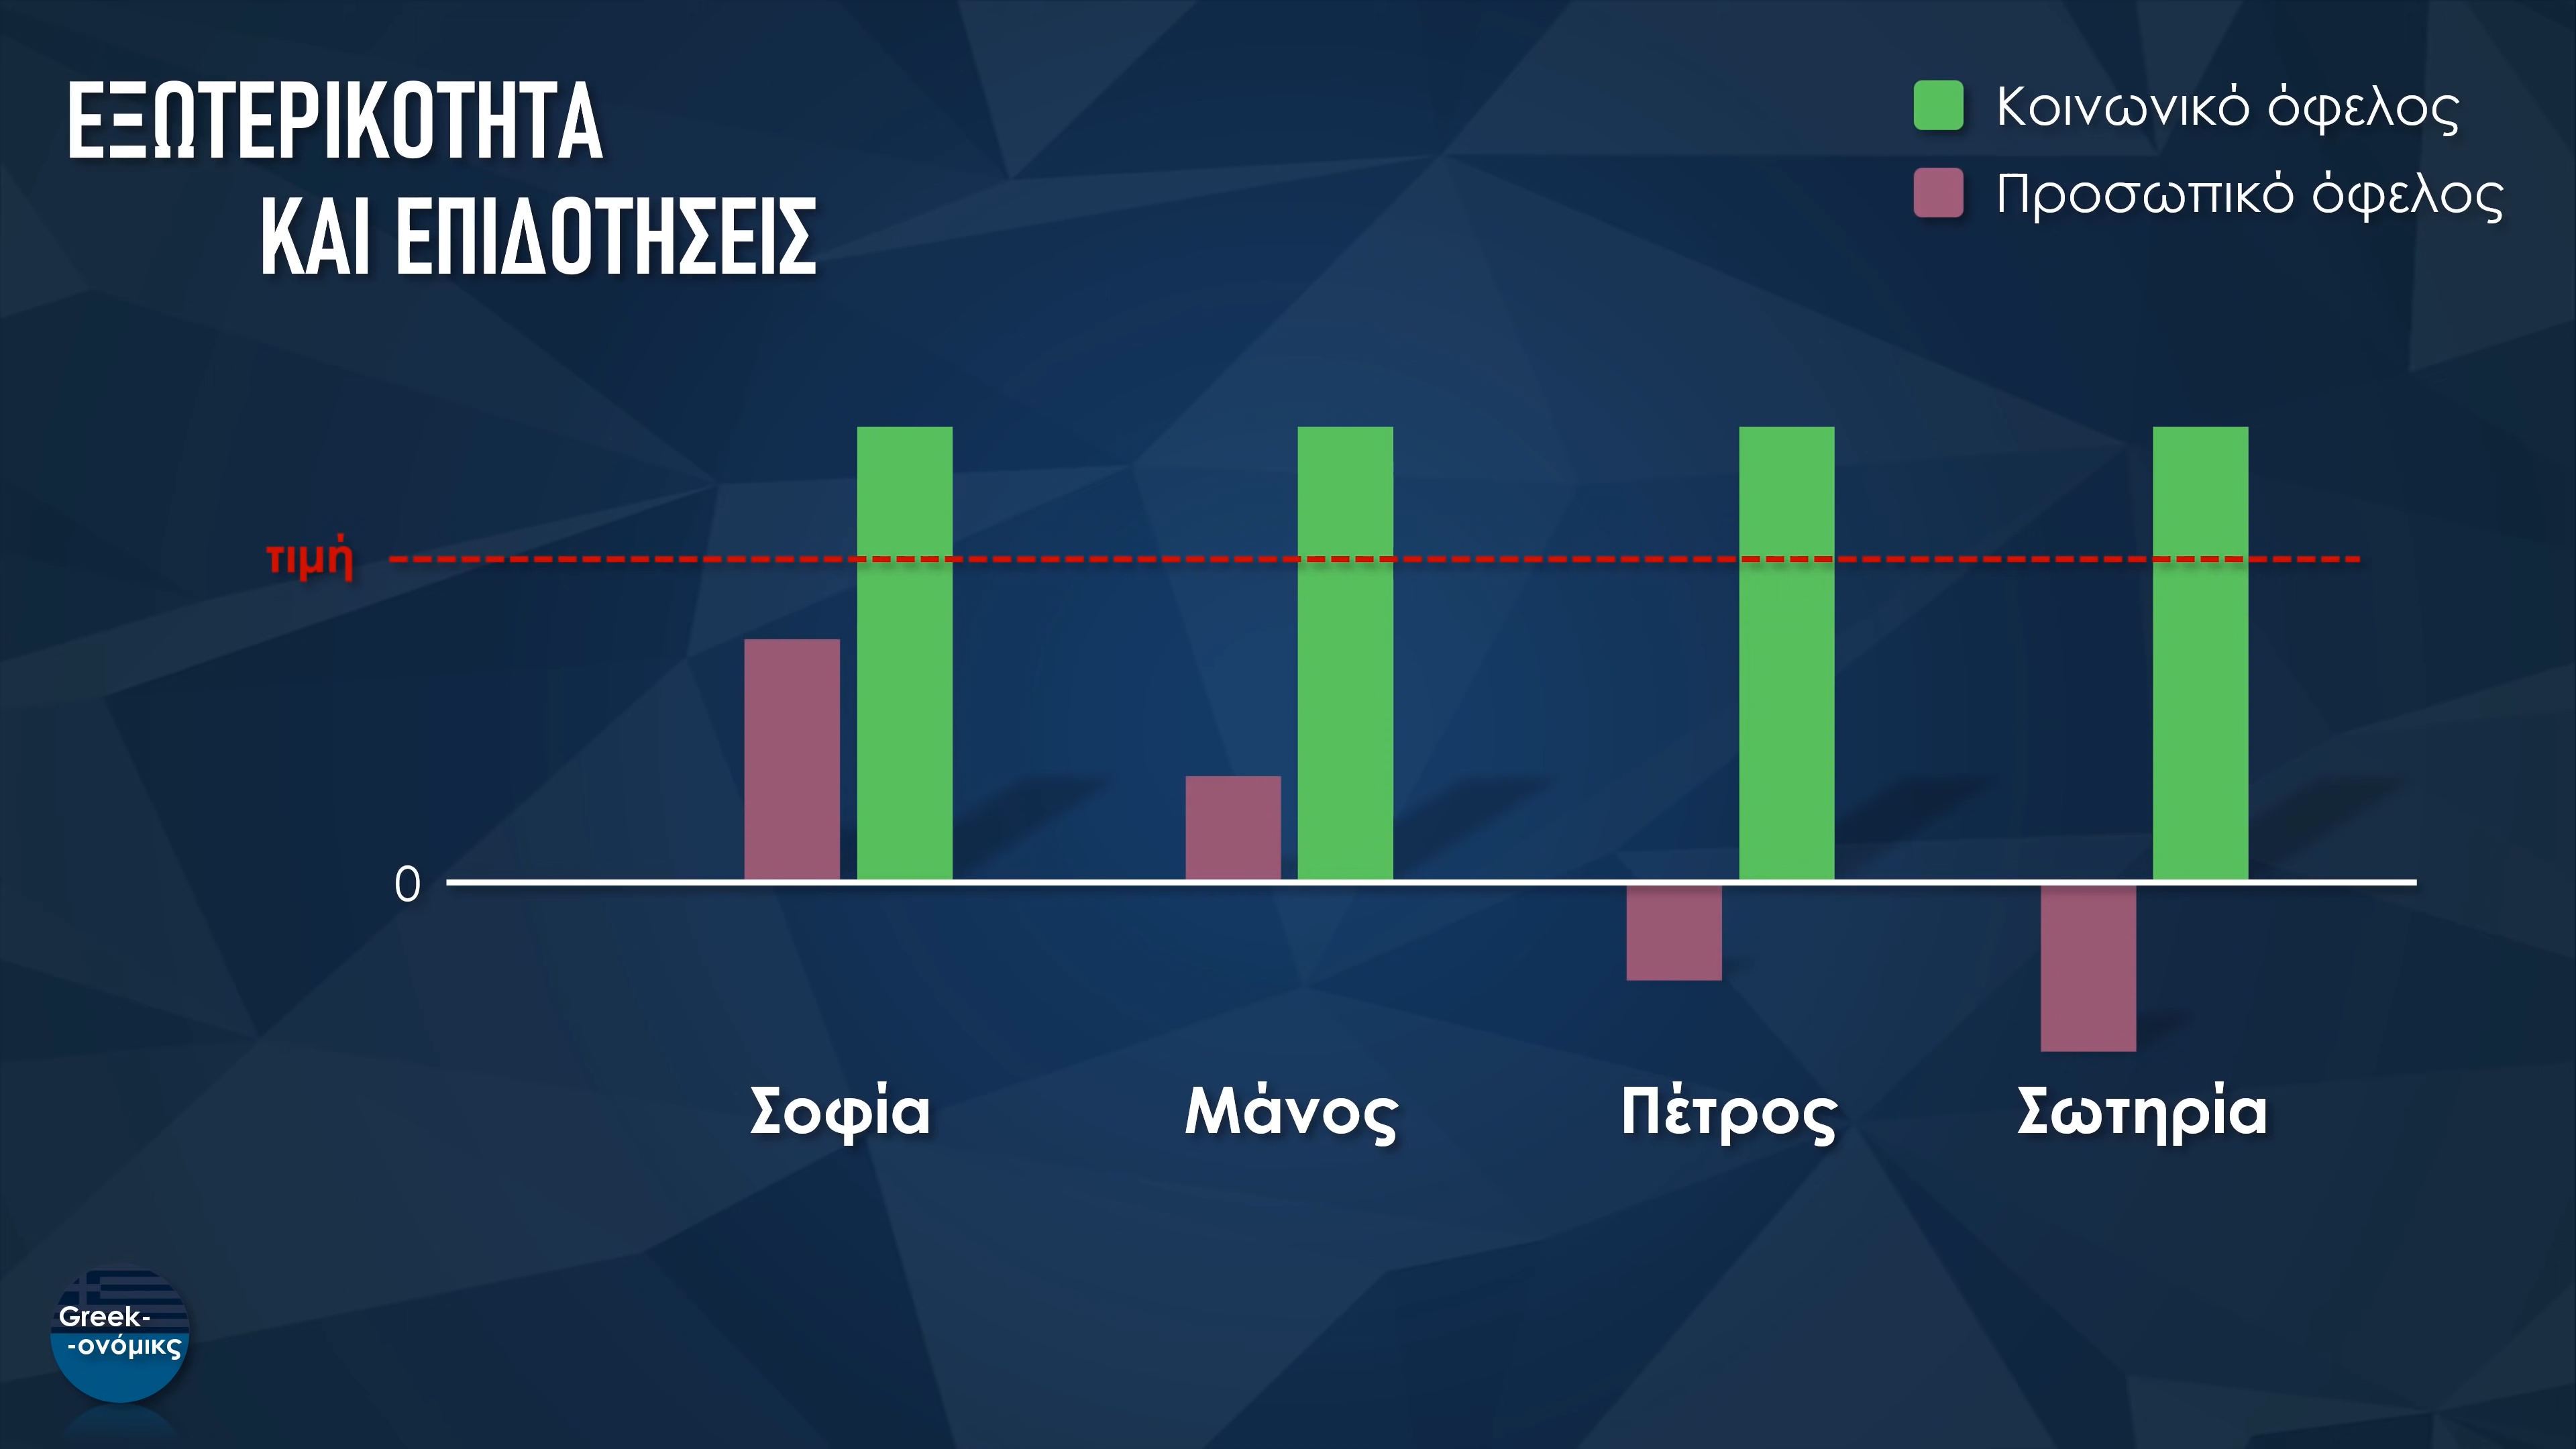 ΕΞΩΤΕΡΙΚΟΤΗΤΑ
ΚΑΙ ΕΠΙΔΟΤΗΣΕΙΣ
Κοινωνικό όφελος
Προσωπικό όφελος
τιμή
0
Σοφία
Μάνος
Πέτρος
Σωτηρία
Greek-
-ονόμικς